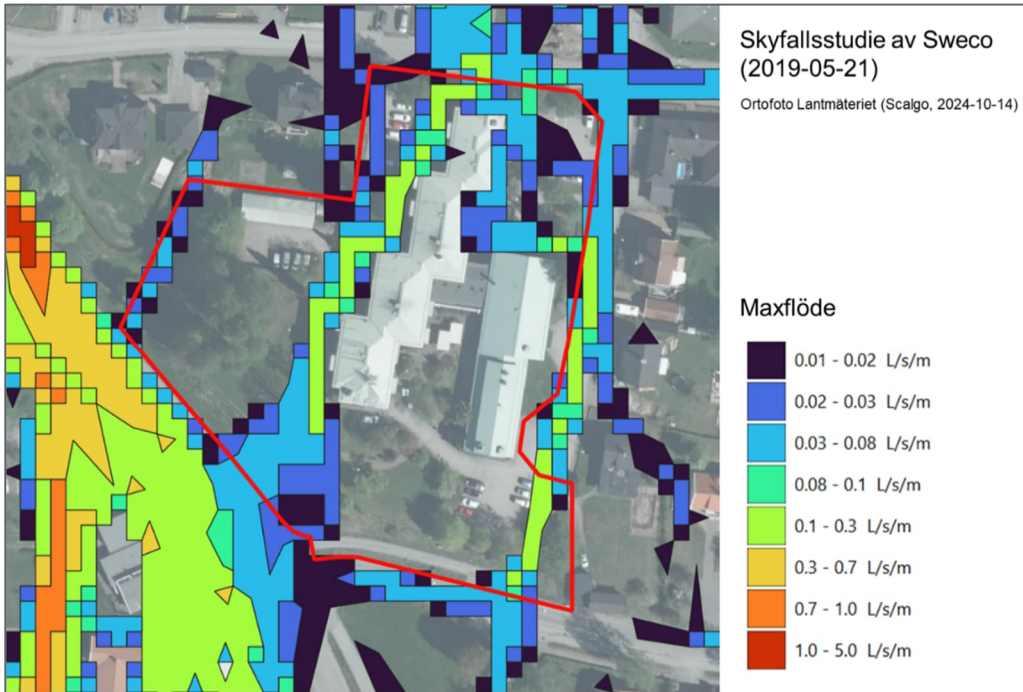 Skyfallsstudie av Sweco
(2019-05-21)
Ortofoto Lantmäteriet (Scalgo, 2024-10-14)
Maxflöde
0.01 - 0.02 L/s/m
0.02 - 0.03 L/s/m
0.03 - 0.08 L/s/m
0.08 - 0.1 L/s/m
0.1 - 0.3 L/s/m
0.3 - 0.7 L/s/m
0.7 - 1.0 L/s/m
1.0 - 5.0 L/s/m